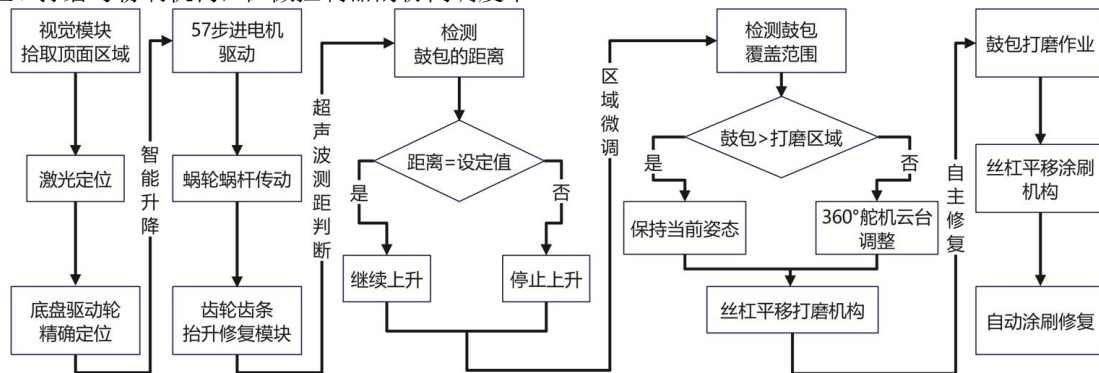 视觉模块
拾取顶面区域
激光定位
底盘驱动轮
精确定位
智能升降
57步进电机
驱动
蜗轮蜗杆传动
齿轮齿条
抬升修复模块
超声波测距判断
检测
鼓包的距离
距离=设定值
是
否
继续上升
停止上升
区域微调
检测鼓包
覆盖范围
鼓包>打磨区域
是
否
保持当前姿态
360°舵机云台
调整
丝杠平移打磨机构
自主修复
鼓包打磨作业
丝杠平移涂刷
机构
自动涂刷修复